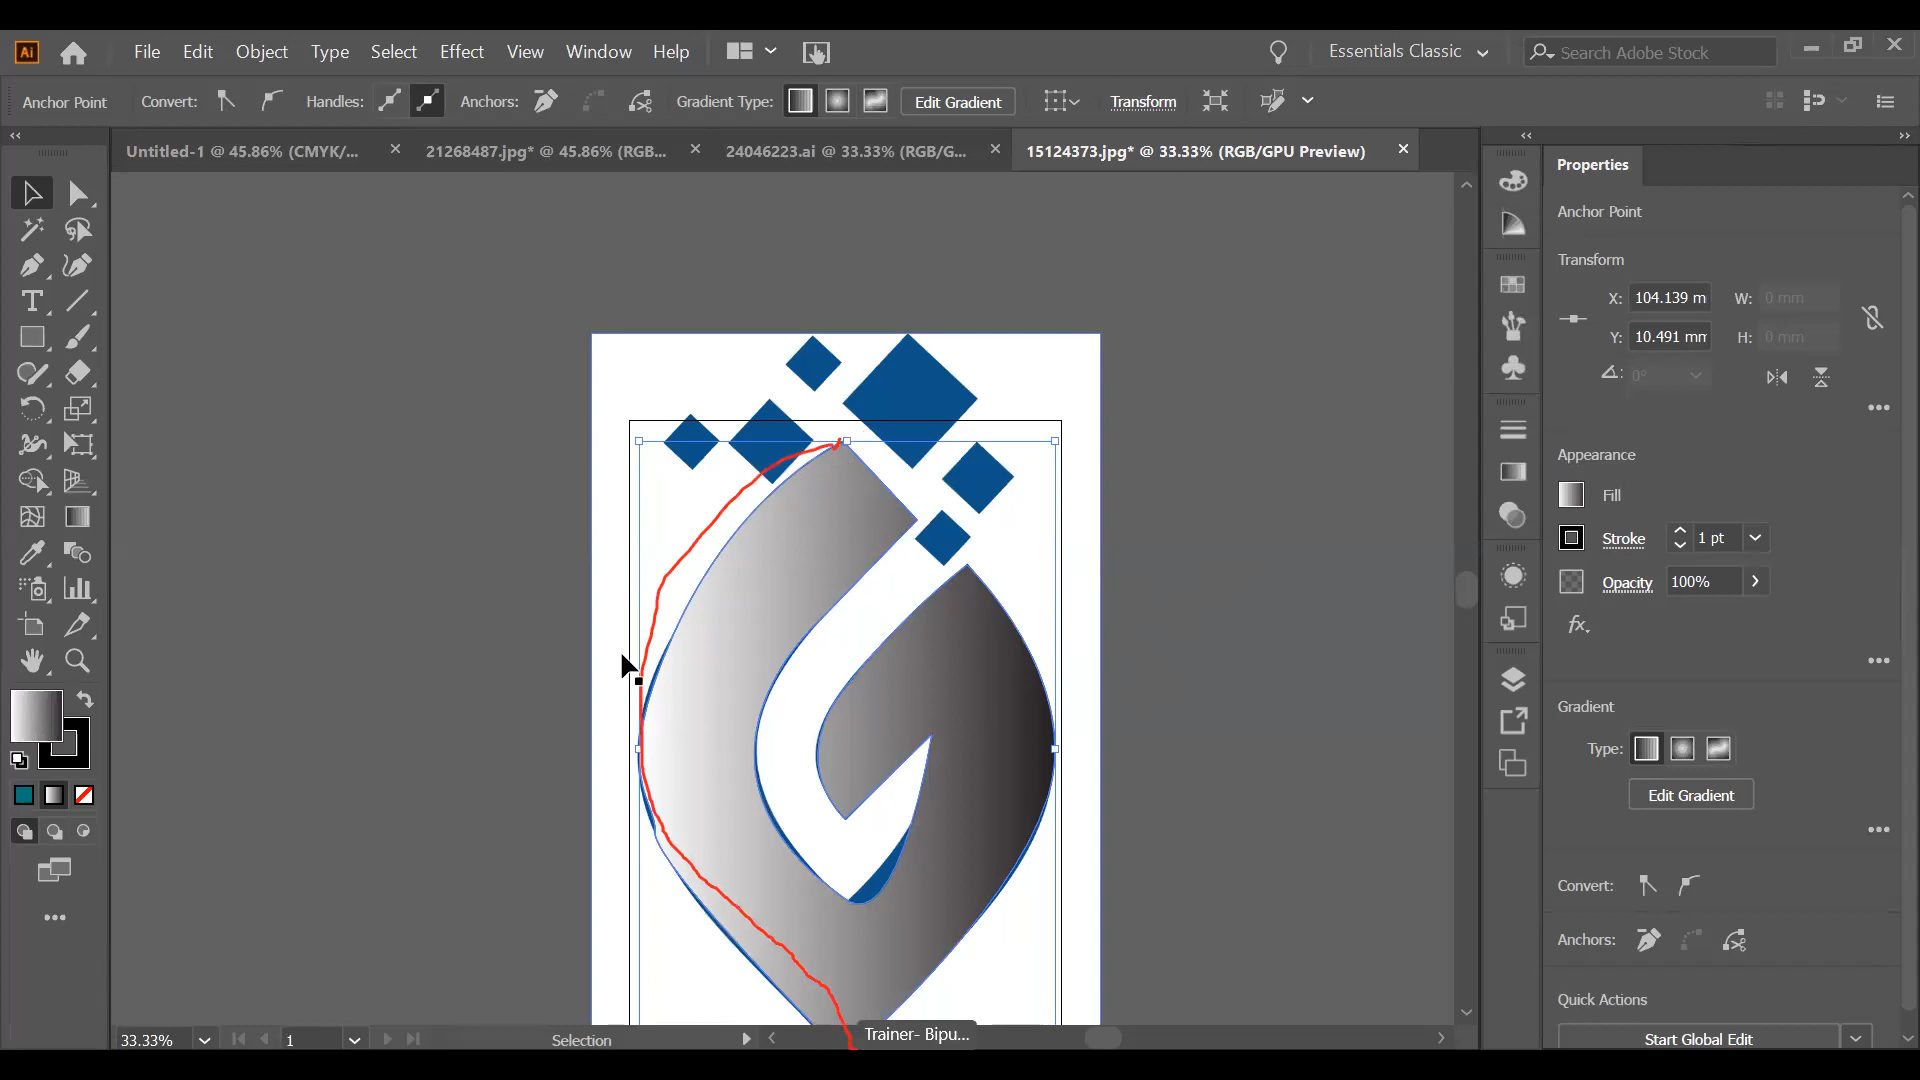 Ai File Edit Object Type Select Effect View Window Help Essentials Classic Search Adobe Stock
Anchor Point Convert: Handles: Anchors: Gradient Type: Edit Gradient Transform
Untitled-1 @ 45.86% (CMYK/... 21268487.jpg* @ 45.86% (RGB... 24046223.ai @ 33.33% (RGB/G... 15124373.jpg* @ 33.33% (RGB/GPU Preview)
Properties
Anchor Point
Transform
X: 104.139 m W: 0 mm
Y: 10.491 mm H: 0 mm
0°
Appearance
Fill
Stroke 1 pt
Opacity 100%
fx.
Gradient
Type:
Edit Gradient
Convert:
Anchors:
Quick Actions
Start Global Edit
33.33% 1 Selection
Trainer- Bipu...